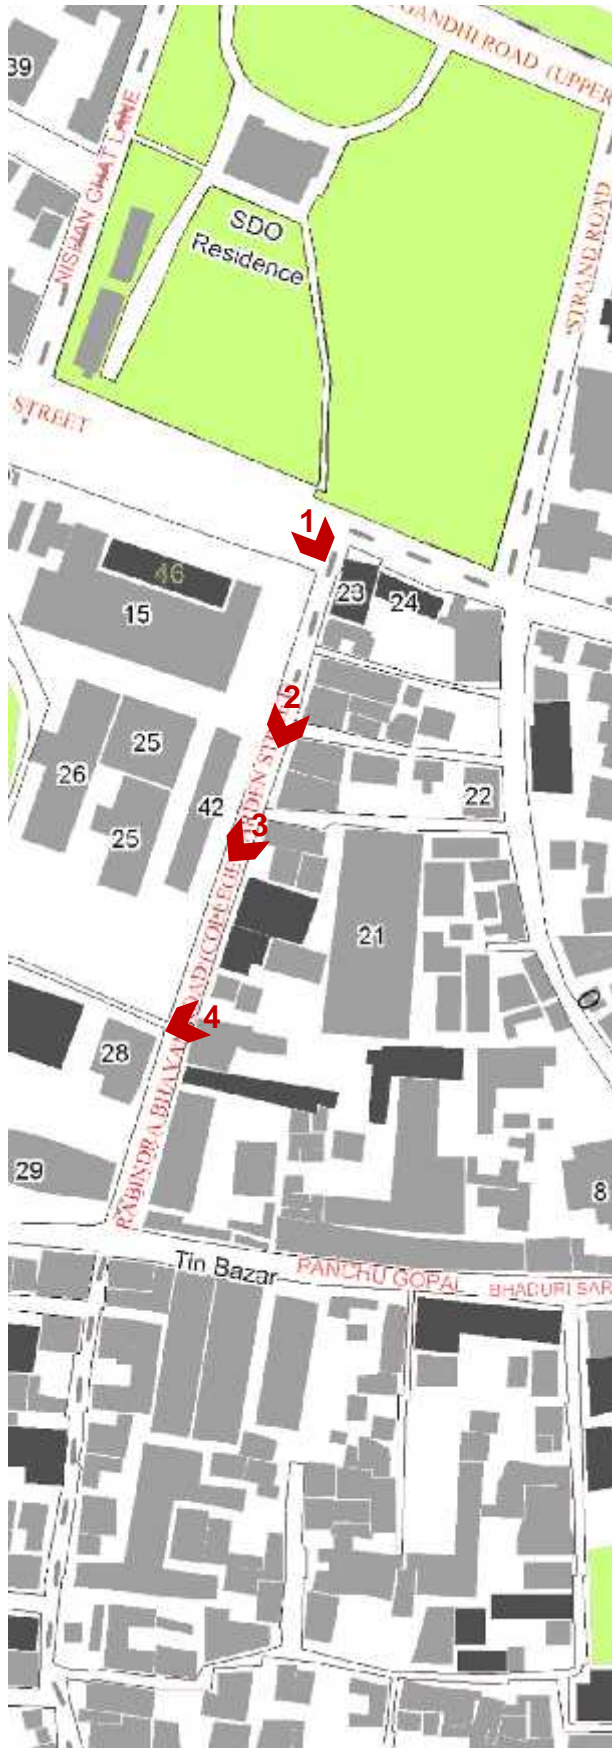 GANDHI ROAD (UPPER
39
NISHAN GHAT LANE
SDO
Residence
STRAND ROAD
STREET
1
46
23
24
15
2
25
26
22
42
25
3
21
4
28
29
8
Tin Bazar
PANCHU GOPAL
BHADURI SAR